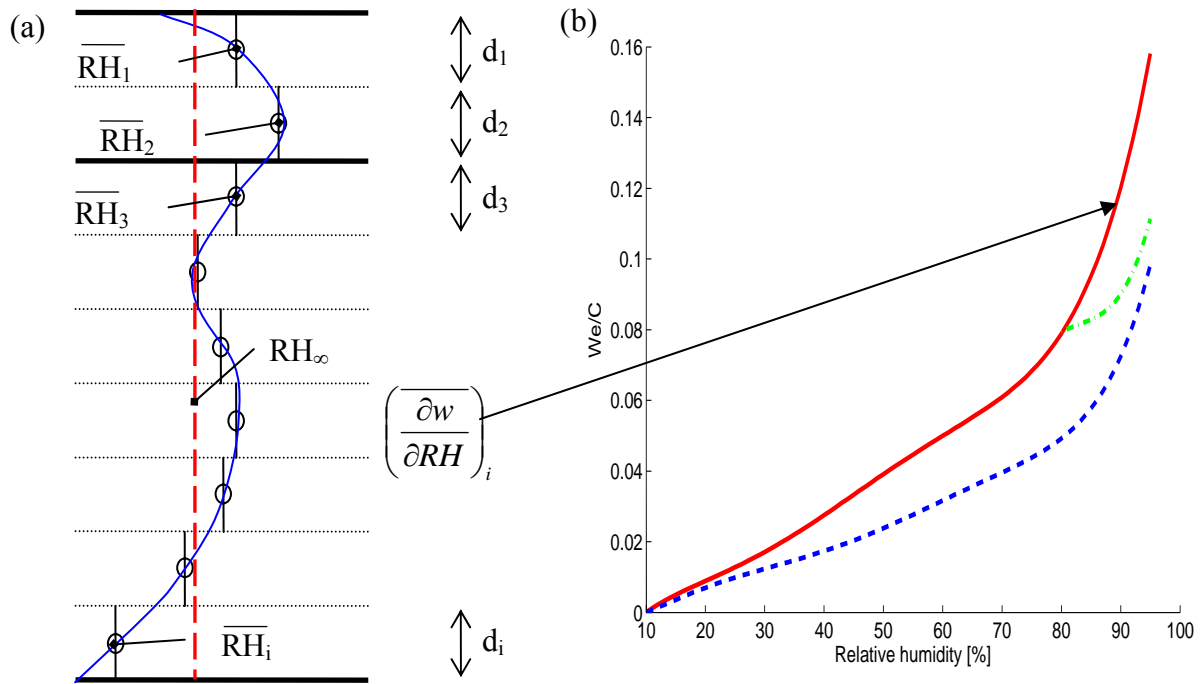 (a)
RH₁
d₁
RH₂
d₂
RH₃
d₃
RH∞
RHᵢ
dᵢ
(∂w/∂RH)ᵢ
(b)
We/C
0.16
0.14
0.12
0.1
0.08
0.06
0.04
0.02
0
10 20 30 40 50 60 70 80 90 100
Relative humidity [%]